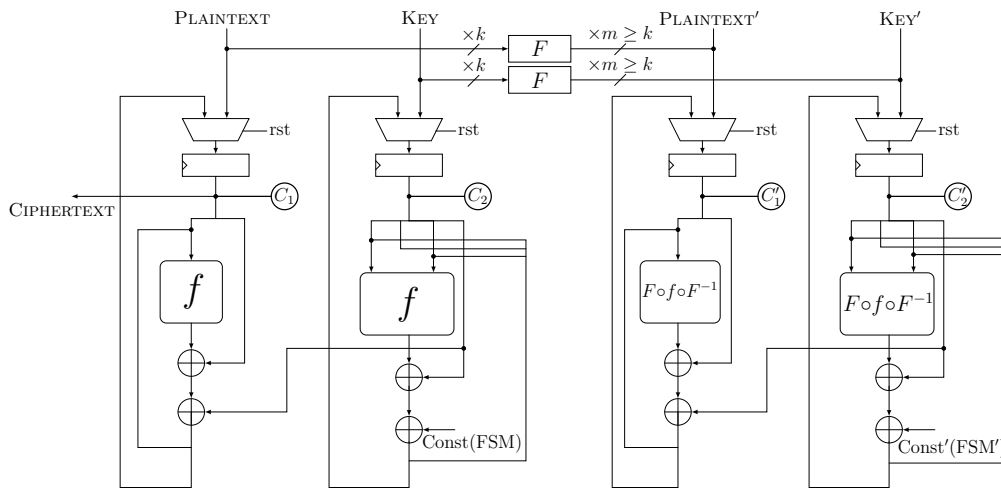 PLAINTEXT KEY PLAINTEXT′ KEY′
×k F ×m ≥ k
×k F ×m ≥ k
rst rst rst rst
CIPHERTEXT C₁ C₂ C′₁ C′₂
f f F∘f∘F⁻¹ F∘f∘F⁻¹
Const(FSM) Const′(FSM′)